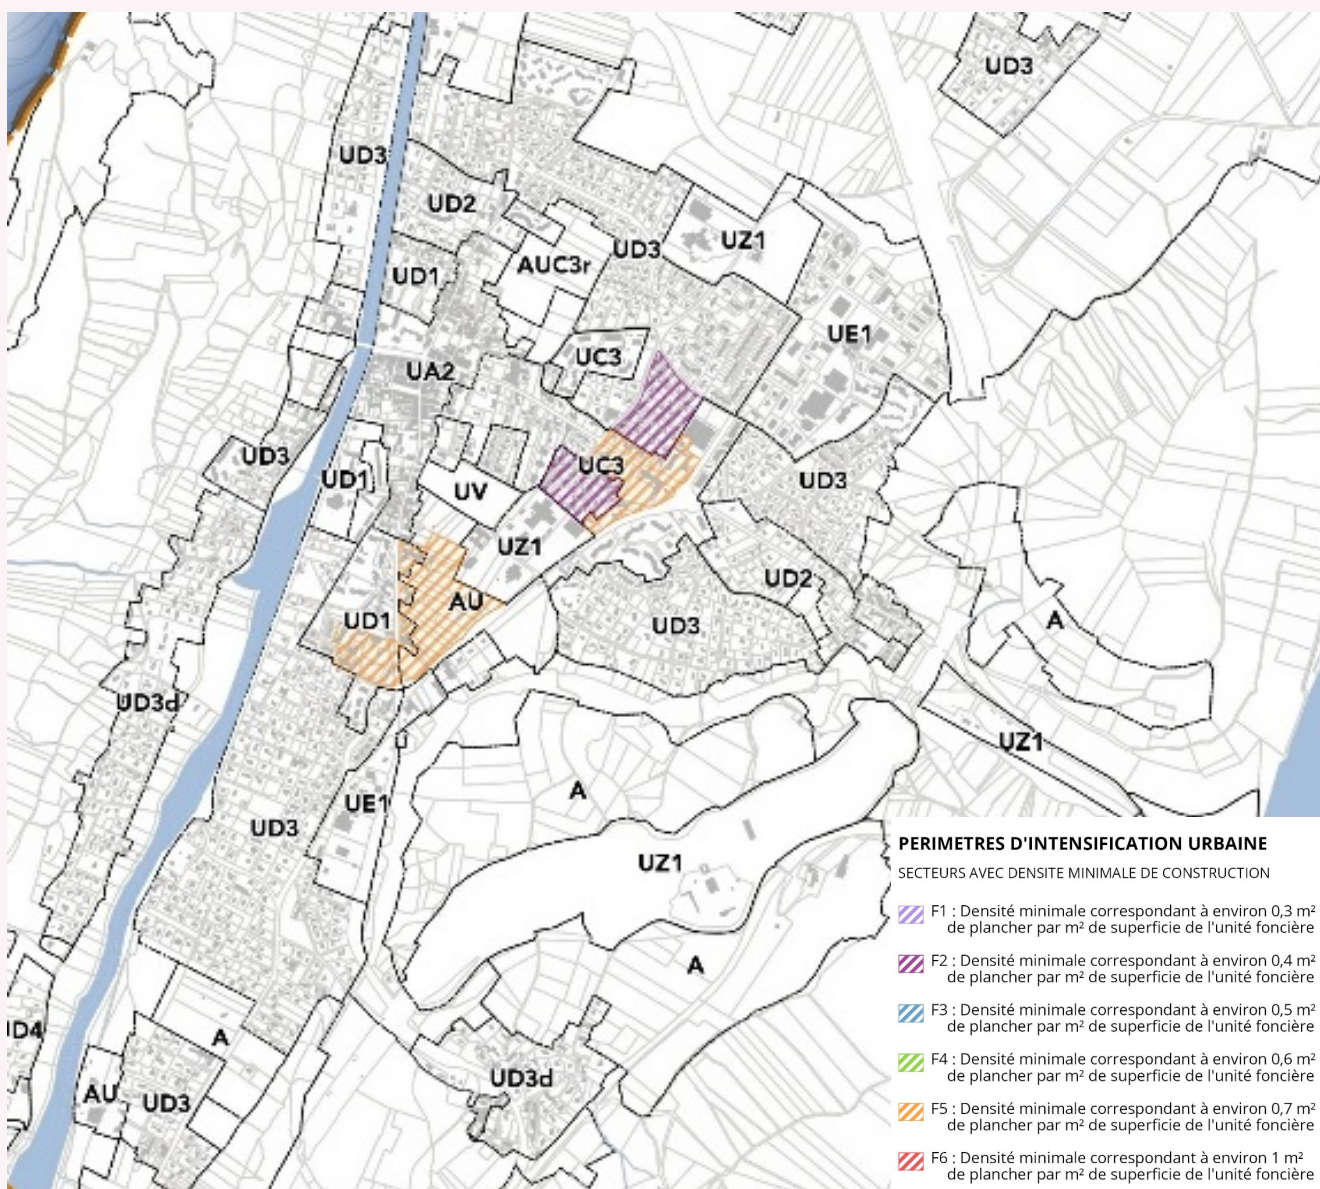 UD3
UD3
UD2
UZ1
UD3
AUC3r
UD1
UE1
UC3
UA2
UD3
UC3
UD1
UV
UD3
UZ1
UD2
AU
UD1
UD3
A
UD3d
UZ1
A
UE1
UD3
UZ1
A
UD4
A
UD3d
AU
UD3
PERIMETRES D'INTENSIFICATION URBAINE
SECTEURS AVEC DENSITE MINIMALE DE CONSTRUCTION
F1 : Densité minimale correspondant à environ 0,3 m²
de plancher par m² de superficie de l'unité foncière
F2 : Densité minimale correspondant à environ 0,4 m²
de plancher par m² de superficie de l'unité foncière
F3 : Densité minimale correspondant à environ 0,5 m²
de plancher par m² de superficie de l'unité foncière
F4 : Densité minimale correspondant à environ 0,6 m²
de plancher par m² de superficie de l'unité foncière
F5 : Densité minimale correspondant à environ 0,7 m²
de plancher par m² de superficie de l'unité foncière
F6 : Densité minimale correspondant à environ 1 m²
de plancher par m² de superficie de l'unité foncière